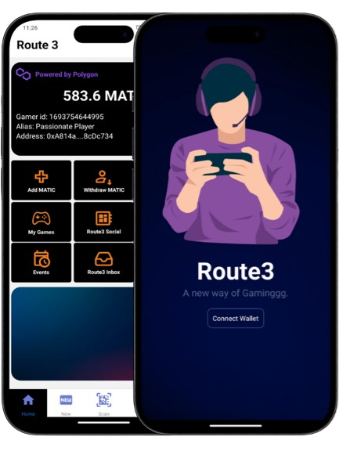 11:26
Route 3
Powered by Polygon
583.6 MAT
Gamer id: 1693754644995
Alias: Passionate Player
Address: 0xA814a....8cDc734
Add MATIC
Withdraw MATIC
My Games
Route3 Social
Events
Route3 Inbox
Home
NEW
New
Scan
Route3
A new way of Gaminggg.
Connect Wallet